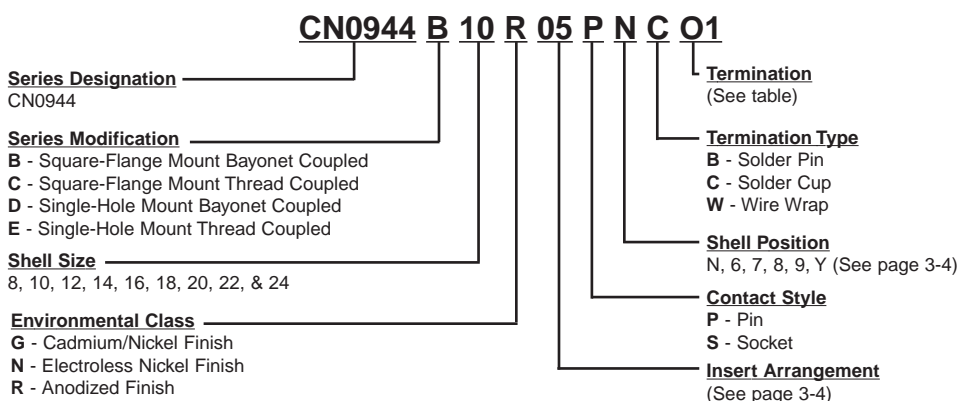 CN0944 B 10 R 05 P N C O1
Series Designation
CN0944
Series Modification
B - Square-Flange Mount Bayonet Coupled
C - Square-Flange Mount Thread Coupled
D - Single-Hole Mount Bayonet Coupled
E - Single-Hole Mount Thread Coupled
Shell Size
8, 10, 12, 14, 16, 18, 20, 22, & 24
Environmental Class
G - Cadmium/Nickel Finish
N - Electroless Nickel Finish
R - Anodized Finish
Termination
(See table)
Termination Type
B - Solder Pin
C - Solder Cup
W - Wire Wrap
Shell Position
N, 6, 7, 8, 9, Y (See page 3-4)
Contact Style
P - Pin
S - Socket
Insert Arrangement
(See page 3-4)